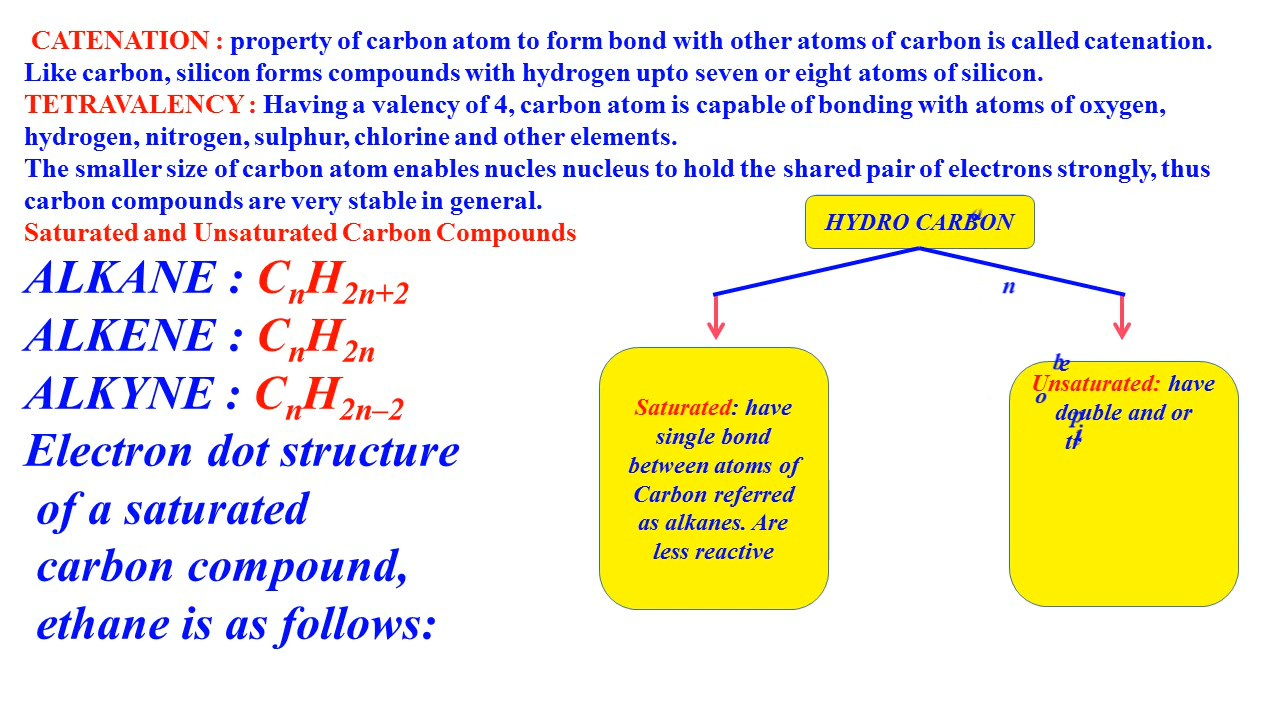 CATENATION : property of carbon atom to form bond with other atoms of carbon is called catenation.
Like carbon, silicon forms compounds with hydrogen upto seven or eight atoms of silicon.
TETRAVALENCY : Having a valency of 4, carbon atom is capable of bonding with atoms of oxygen,
hydrogen, nitrogen, sulphur, chlorine and other elements.
The smaller size of carbon atom enables nucles nucleus to hold the shared pair of electrons strongly, thus
carbon compounds are very stable in general.
Saturated and Unsaturated Carbon Compounds
ALKANE : CₙH₂ₙ₊₂
ALKENE : CₙH₂ₙ
ALKYNE : CₙH₂ₙ₋₂
Electron dot structure
of a saturated
carbon compound,
ethane is as follows:
HYDRO CARBON
Saturated: have
single bond
between atoms of
Carbon referred
as alkanes. Are
less reactive
Unsaturated: have
double and or